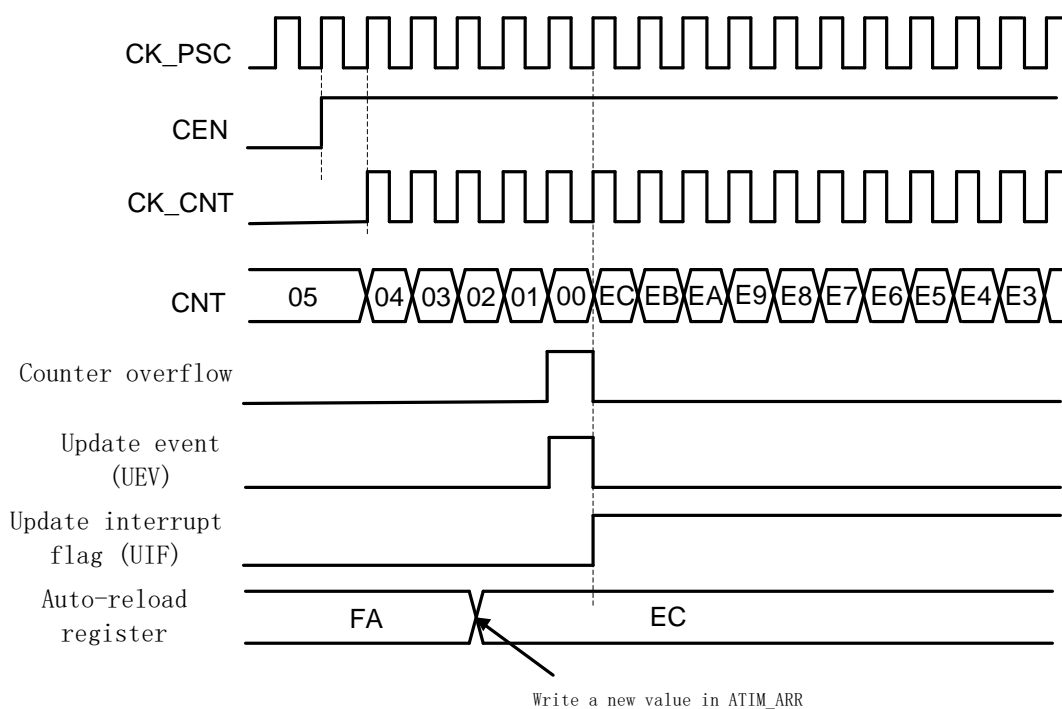 CK_PSC
CEN
CK_CNT
CNT
05 04 03 02 01 00 EC EB EA E9 E8 E7 E6 E5 E4 E3
Counter overflow
Update event
(UEV)
Update interrupt
flag (UIF)
Auto-reload
register
FA EC
Write a new value in ATIM_ARR